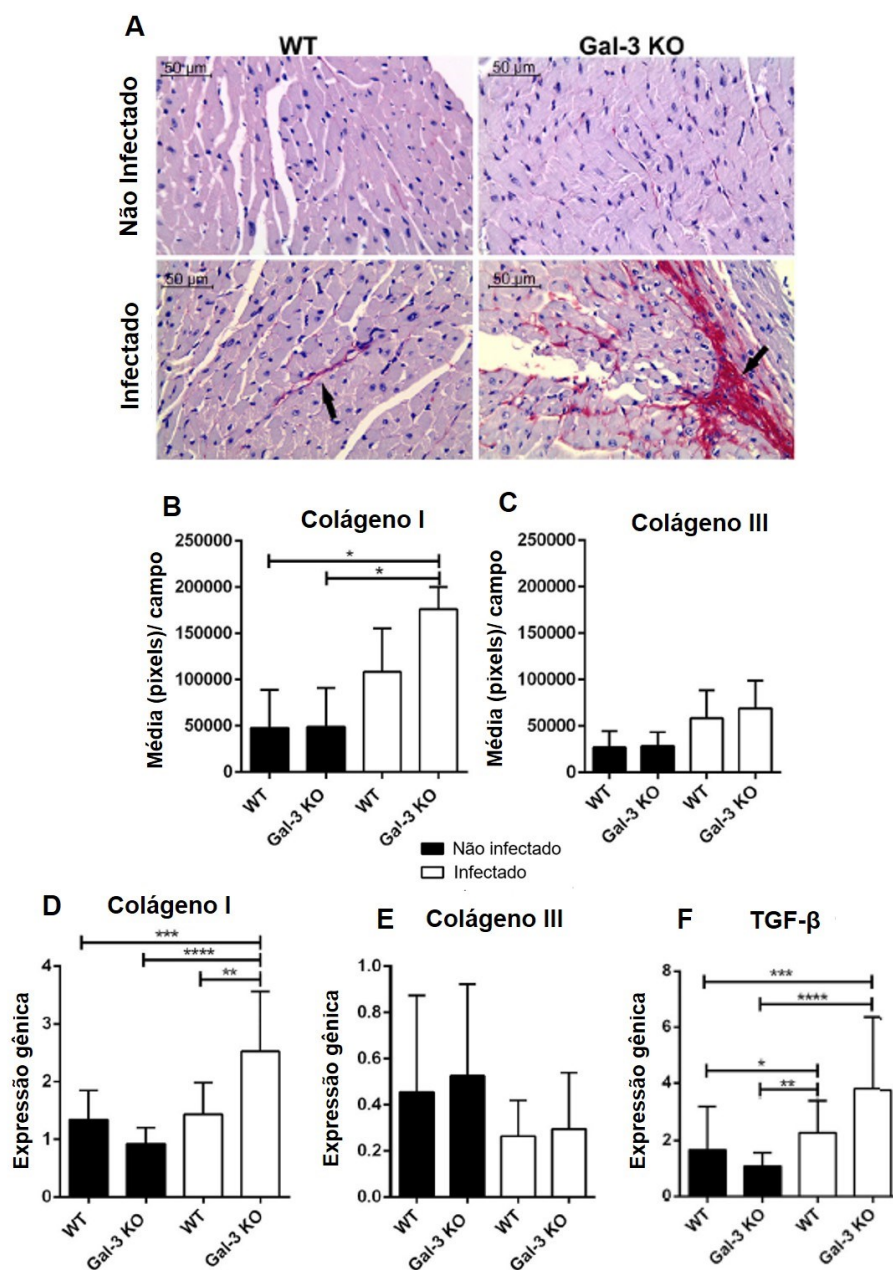 A
WT
Gal-3 KO
Não Infectado
50 µm
50 µm
Infectado
50 µm
50 µm
B
Colágeno I
Média (pixels)/ campo
250000
200000
150000
100000
50000
0
*
*
WT
Gal-3 KO
WT
Gal-3 KO
C
Colágeno III
Média (pixels)/ campo
250000
200000
150000
100000
50000
0
WT
Gal-3 KO
WT
Gal-3 KO
Não infectado
Infectado
D
Colágeno I
Expressão gênica
4
3
2
1
0
***
****
**
WT
Gal-3 KO
WT
Gal-3 KO
E
Colágeno III
Expressão gênica
1.0
0.8
0.6
0.4
0.2
0.0
WT
Gal-3 KO
WT
Gal-3 KO
F
TGF-β
Expressão gênica
8
6
4
2
0
***
****
*
**
WT
Gal-3 KO
WT
Gal-3 KO